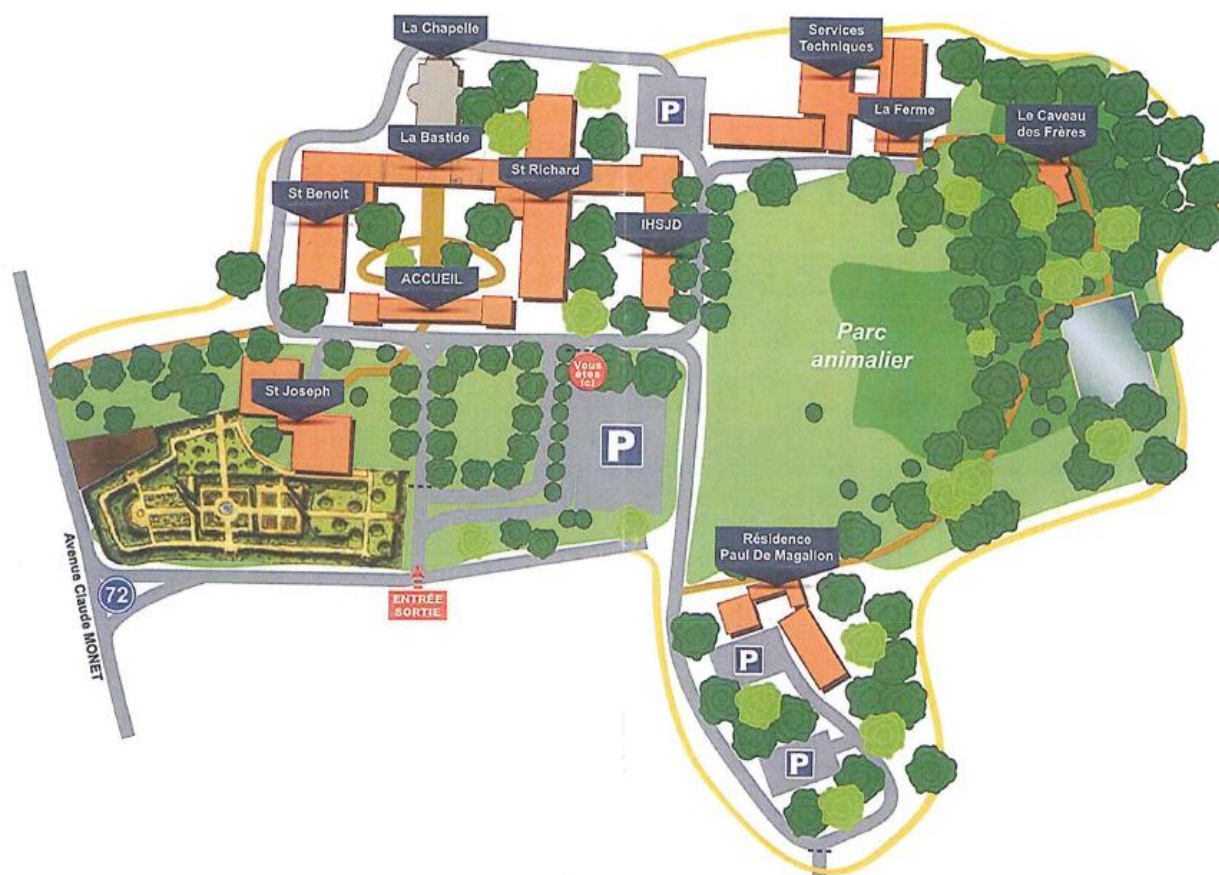 La Chapelle
Services
Techniques
P
La Ferme
Le Caveau
des Frères
La Bastide
St Richard
St Benoit
IHSJD
ACCUEIL
Parc
animalier
Vous
êtes
ici
St Joseph
P
Résidence
Paul De Magallon
Avenue Claude MONET
72
ENTRÉE
SORTIE
P
P